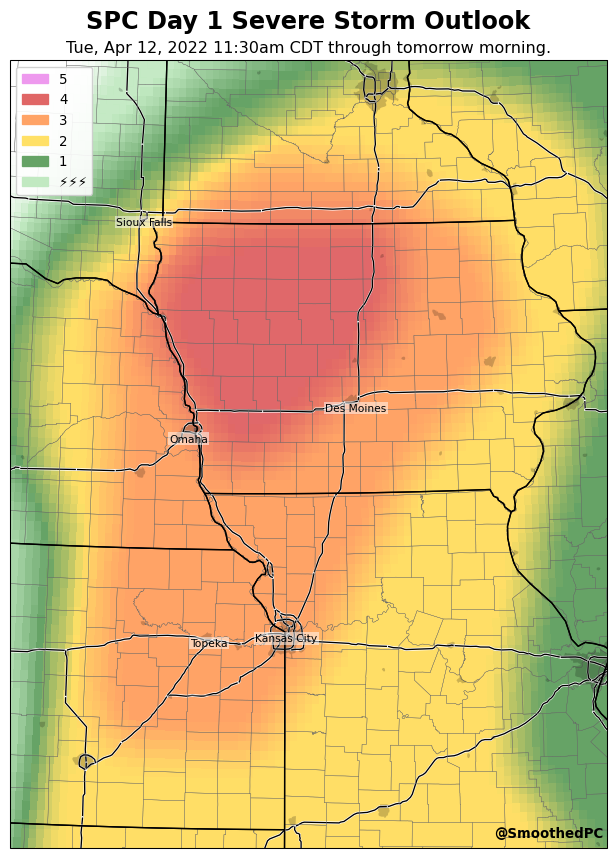 SPC Day 1 Severe Storm Outlook
Tue, Apr 12, 2022 11:30am CDT through tomorrow morning.
5
4
3
2
1
⚡⚡⚡
Sioux Falls
Des Moines
Omaha
Kansas City
Topeka
@SmoothedPC